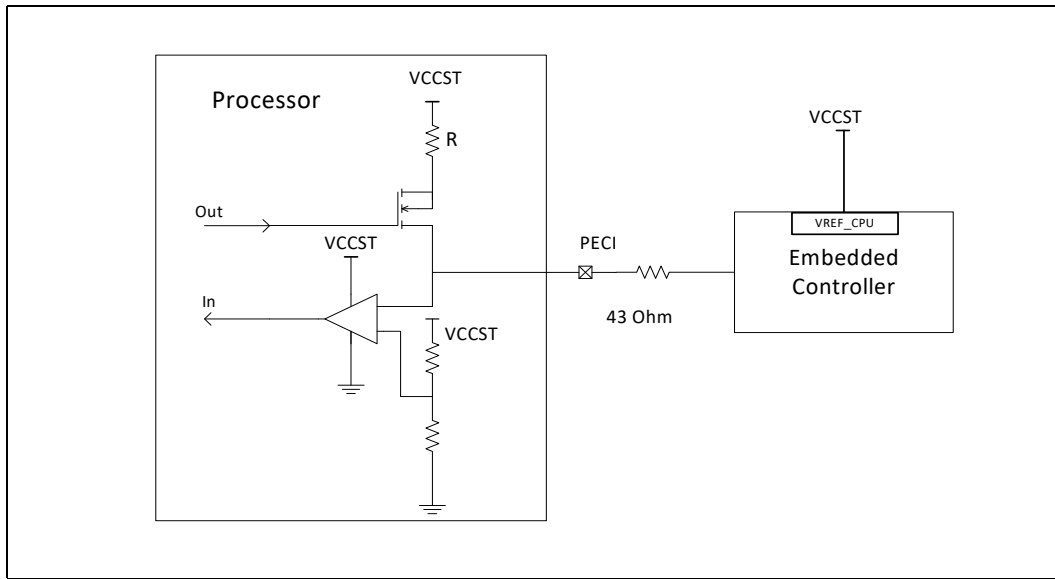 VCCST
Processor
R
VCCST
Out
VCCST
PECI
VREF_CPU
Embedded
Controller
In
43 Ohm
VCCST